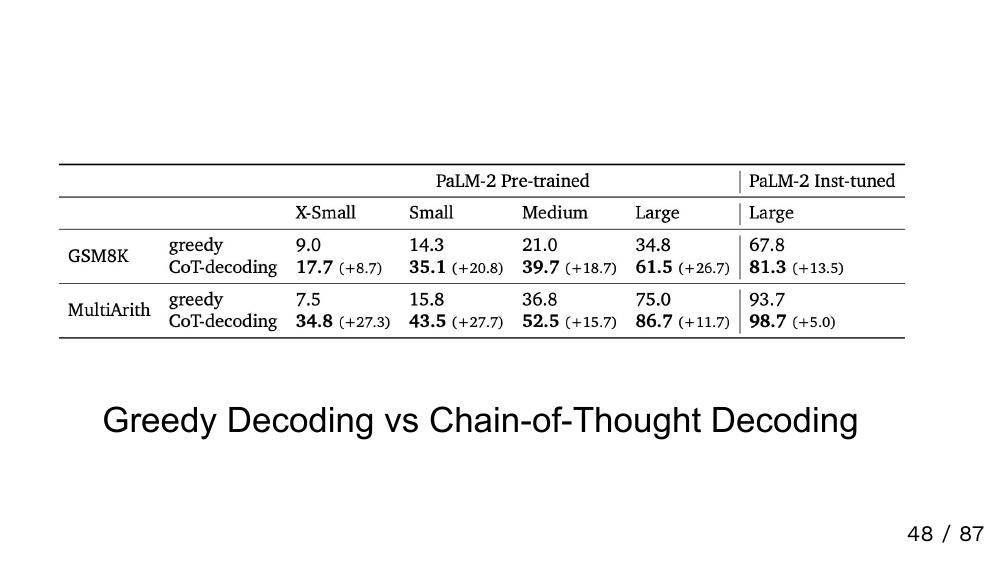 PaLM-2 Pre-trained PaLM-2 Inst-tuned
X-Small Small Medium Large Large
GSM8K
greedy 9.0 14.3 21.0 34.8 67.8
CoT-decoding 17.7 (+8.7) 35.1 (+20.8) 39.7 (+18.7) 61.5 (+26.7) 81.3 (+13.5)
MultiArith
greedy 7.5 15.8 36.8 75.0 93.7
CoT-decoding 34.8 (+27.3) 43.5 (+27.7) 52.5 (+15.7) 86.7 (+11.7) 98.7 (+5.0)
Greedy Decoding vs Chain-of-Thought Decoding
48 / 87